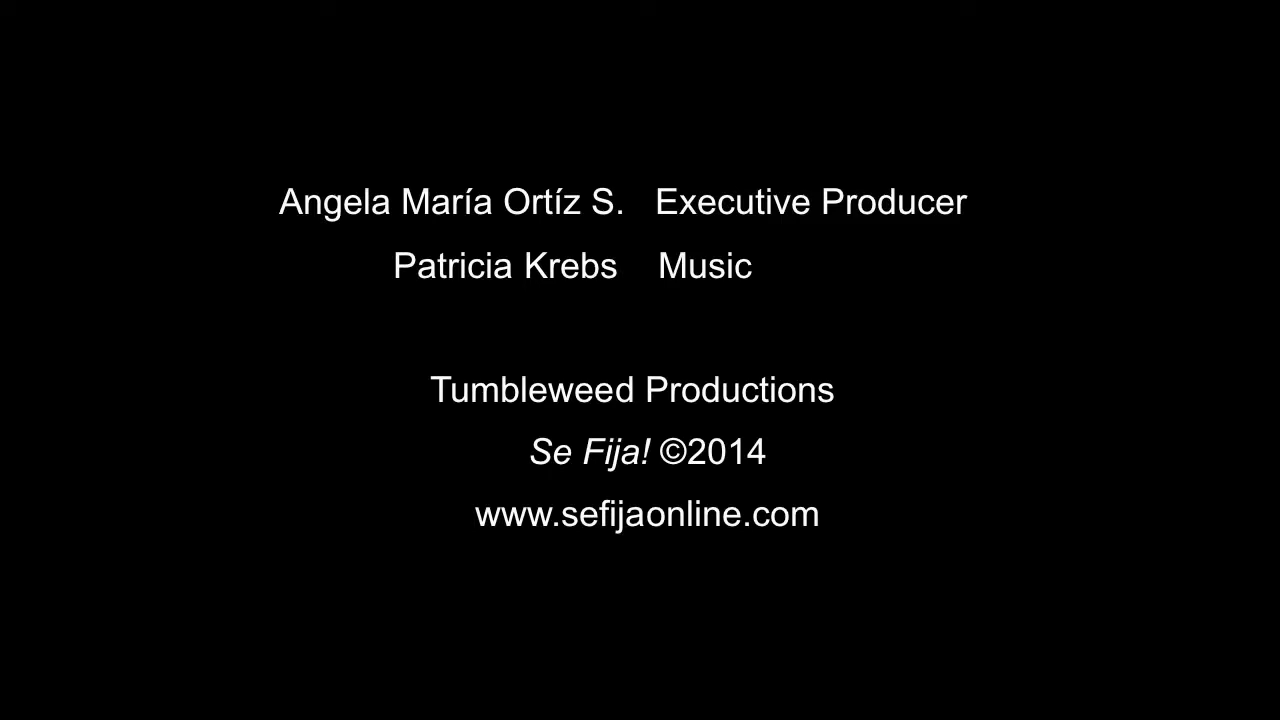 Angela María Ortíz S. Executive Producer
Patricia Krebs Music
Tumbleweed Productions
Se Fija! ©2014
www.sefijaonline.com